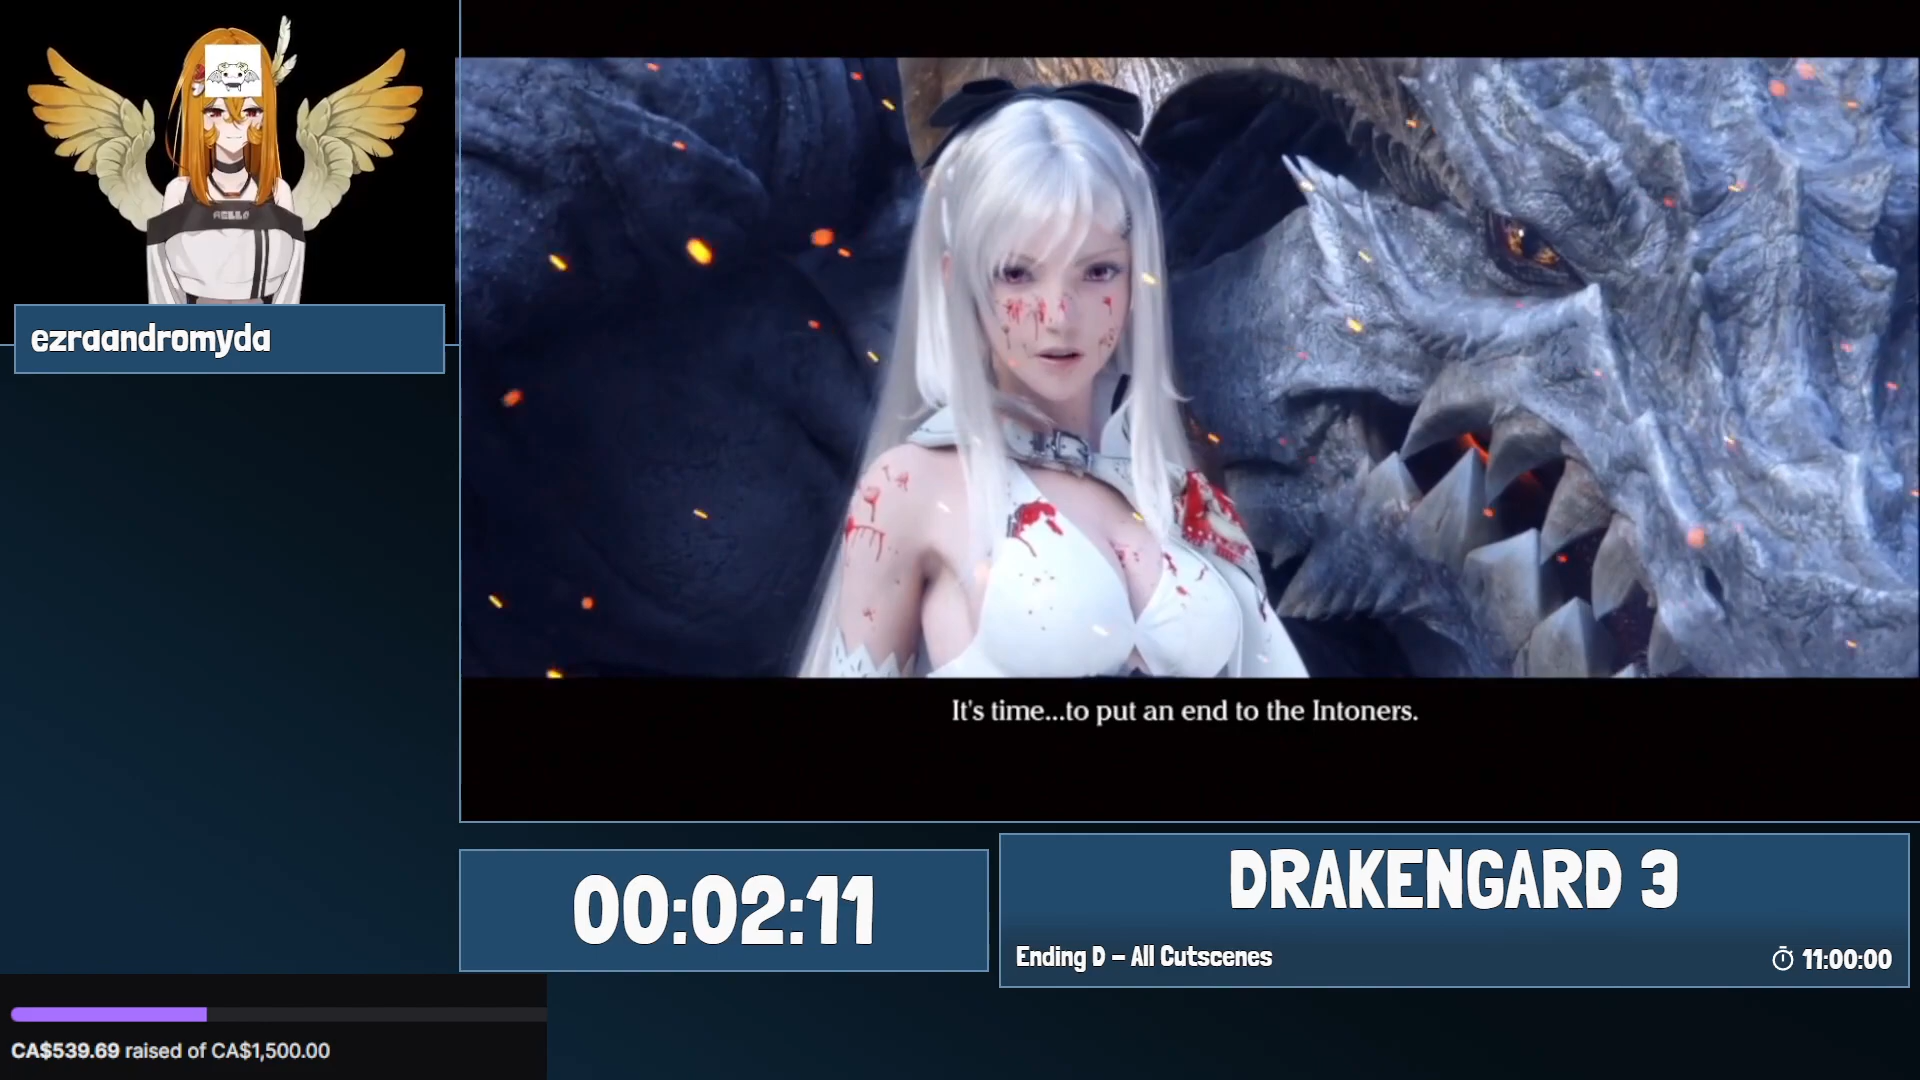 ezraandromyda
It's time...to put an end to the Intoners.
00:02:11
DRAKENGARD 3
Ending D – All Cutscenes
11:00:00
CA$539.69 raised of CA$1,500.00